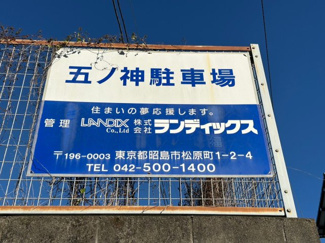 五ノ神駐車場
住まいの夢応援します。
管理 LANDIX Co.,Ltd 株式会社 ランディックス
〒196-0003 東京都昭島市松原町1-2-4
TEL 042-500-1400